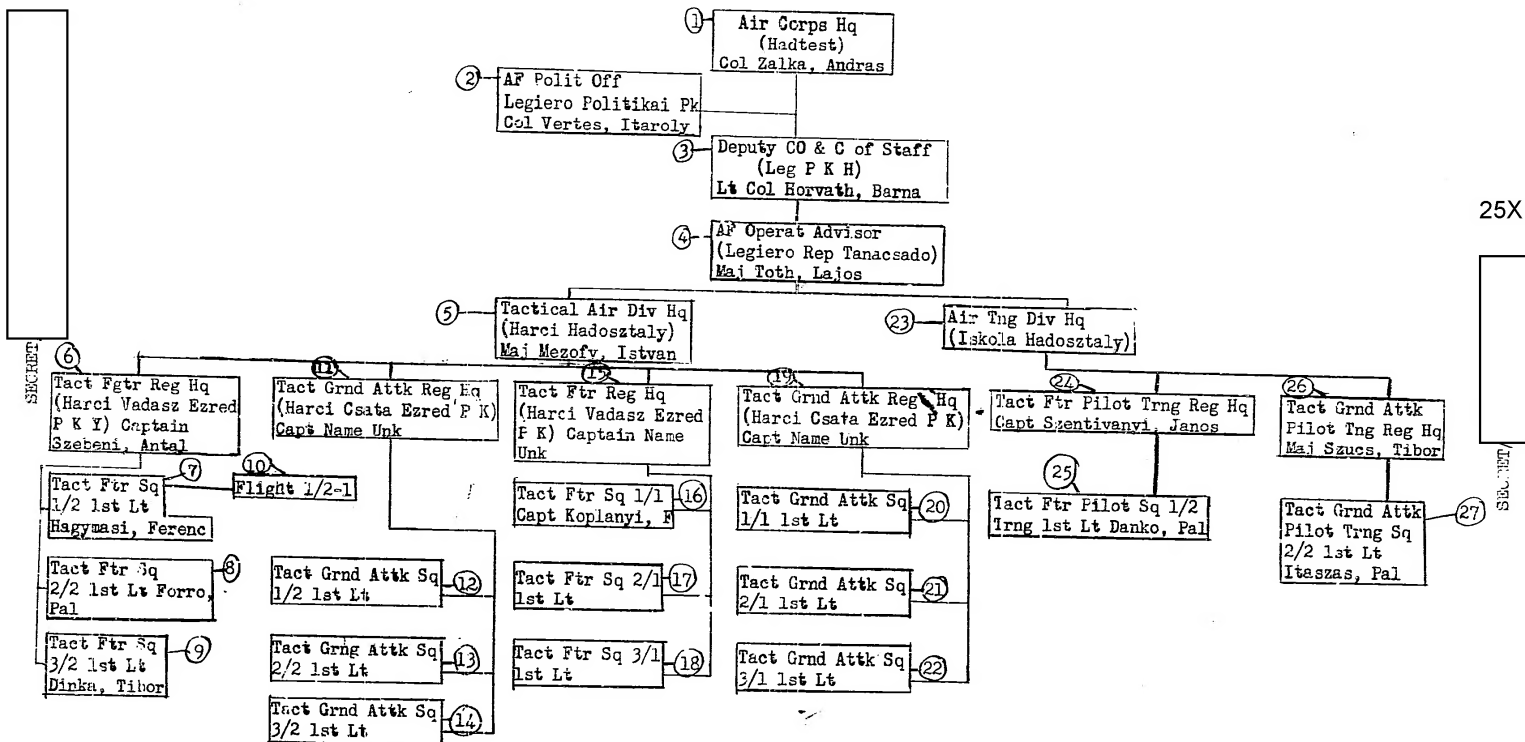 1
Air Corps Hq
(Hadtest)
Col Zalka, Andras
2
AF Polit Off
Legiero Politikai Pk
Col Vertes, Itaroly
3
Deputy CO & C of Staff
(Leg P K H)
Lt Col Horvath, Barna
25X
4
AF Operat Advisor
(Legiero Rep Tanacsado)
Maj Toth, Lajos
5
Tactical Air Div Hq
(Harci Hadosztaly)
Maj Mezofy, Istvan
23
Air Tng Div Hq
(Iskola Hadosztaly)
SECRET
SECRET
6
Tact Fgtr Reg Hq
(Harci Vadasz Ezred
P K Y) Captain
Szebeni, Antal
11
Tact Grnd Attk Reg Hq
(Harci Csata Ezred P K)
Capt Name Unk
15
Tact Ftr Reg Hq
(Harci Vadasz Ezred
P K) Captain Name
Unk
19
Tact Grnd Attk Reg Hq
(Harci Csata Ezred P K)
Capt Name Unk
24
Tact Ftr Pilot Trng Reg Hq
Capt Szentivanyi, Janos
26
Tact Grnd Attk
Pilot Tng Reg Hq
Maj Szucs, Tibor
7
Tact Ftr Sq
1/2 1st Lt
Hagymasi, Ferenc
10
Flight 1/2-1
Tact Ftr Sq 1/1
Capt Koplanyi, F
16
Tact Grnd Attk Sq
1/1 1st Lt
20
25
Tact Ftr Pilot Sq 1/2
Trng 1st Lt Danko, Pal
Tact Grnd Attk
Pilot Trng Sq
2/2 1st Lt
Itaszas, Pal
27
Tact Ftr Sq
2/2 1st Lt Forro,
Pal
8
Tact Grnd Attk Sq
1/2 1st Lt
12
Tact Ftr Sq 2/1
1st Lt
17
Tact Grnd Attk Sq
2/1 1st Lt
21
Tact Ftr Sq
3/2 1st Lt
Dinka, Tibor
9
Tact Grng Attk Sq
2/2 1st Lt
13
Tact Ftr Sq 3/1
1st Lt
18
Tact Grnd Attk Sq
3/1 1st Lt
22
Tact Grnd Attk Sq
3/2 1st Lt
14